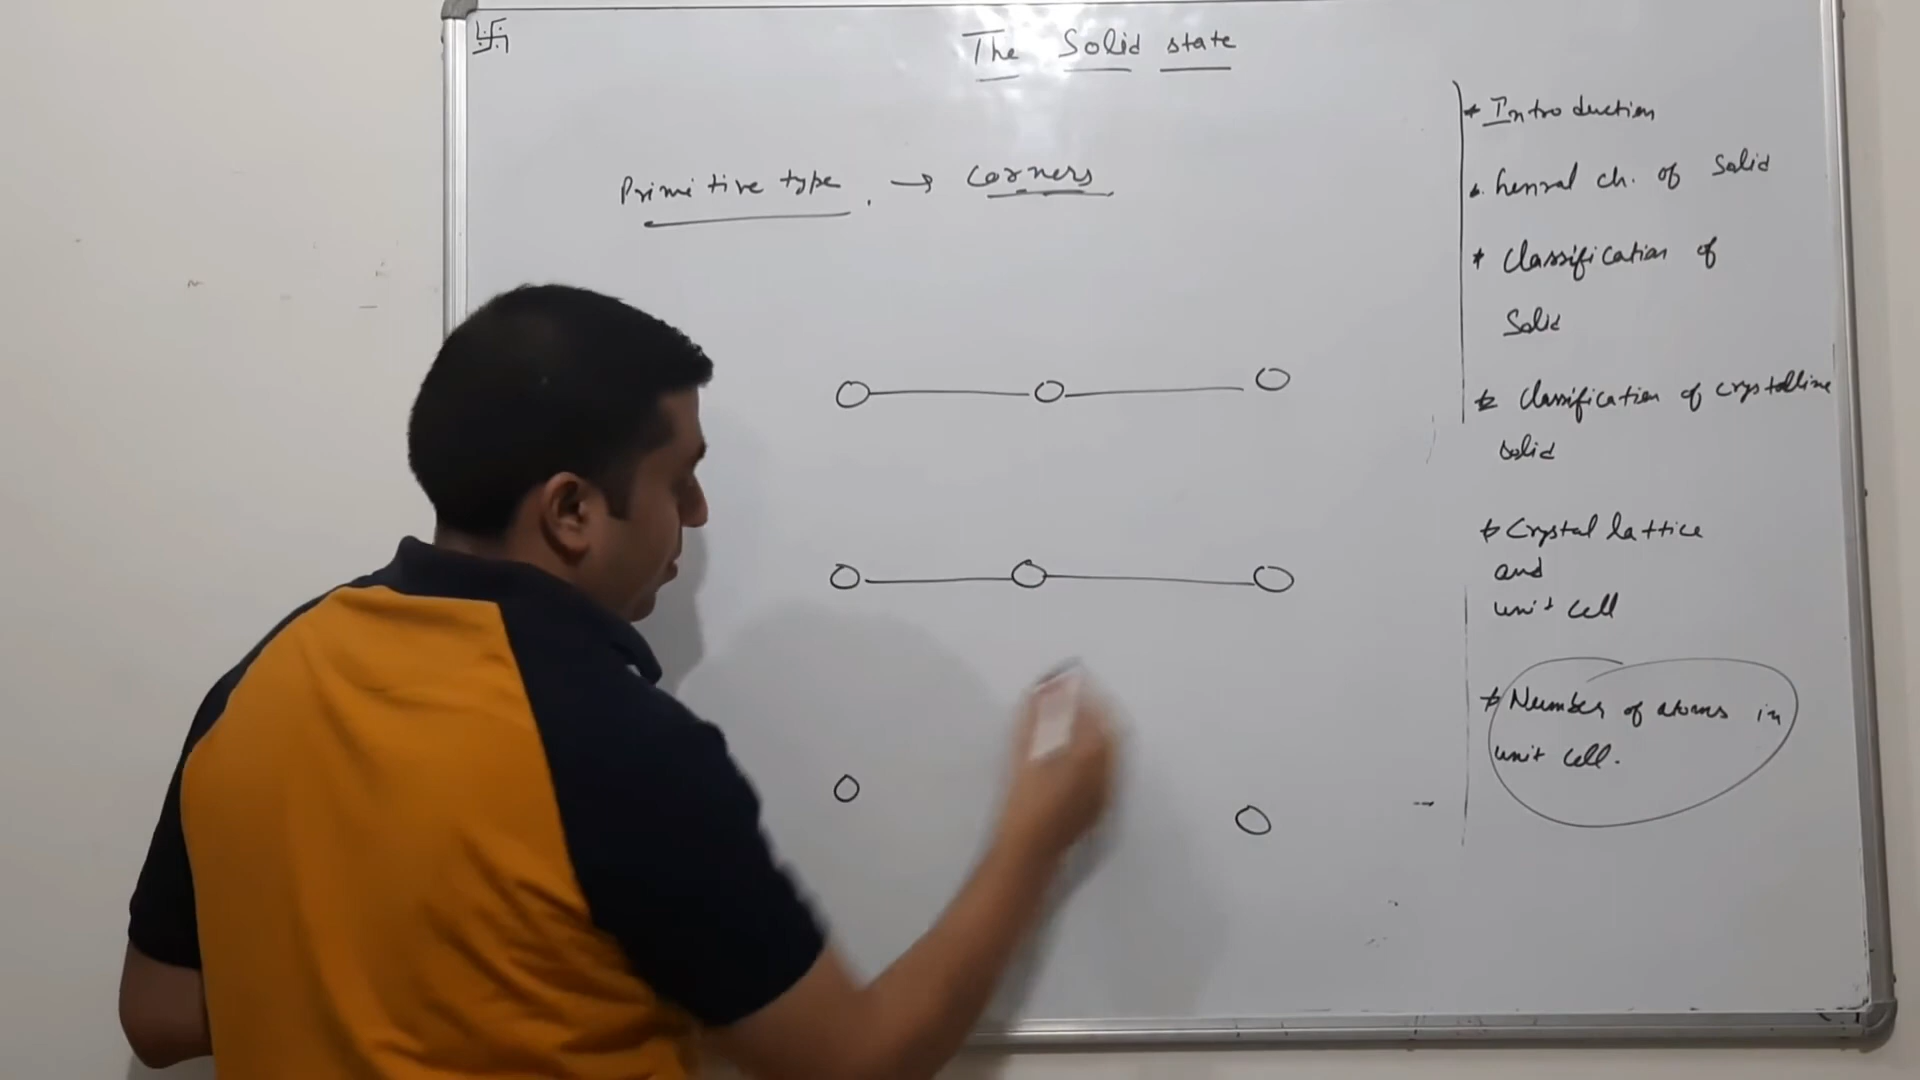 The Solid state
Primitive type. → Corners
* Introduction
* Genral ch. of Solid
* Classification of
Solid
* Classification of crystalline
solid
* Crystal lattice
and
unit cell
* Number of atoms in
unit cell.